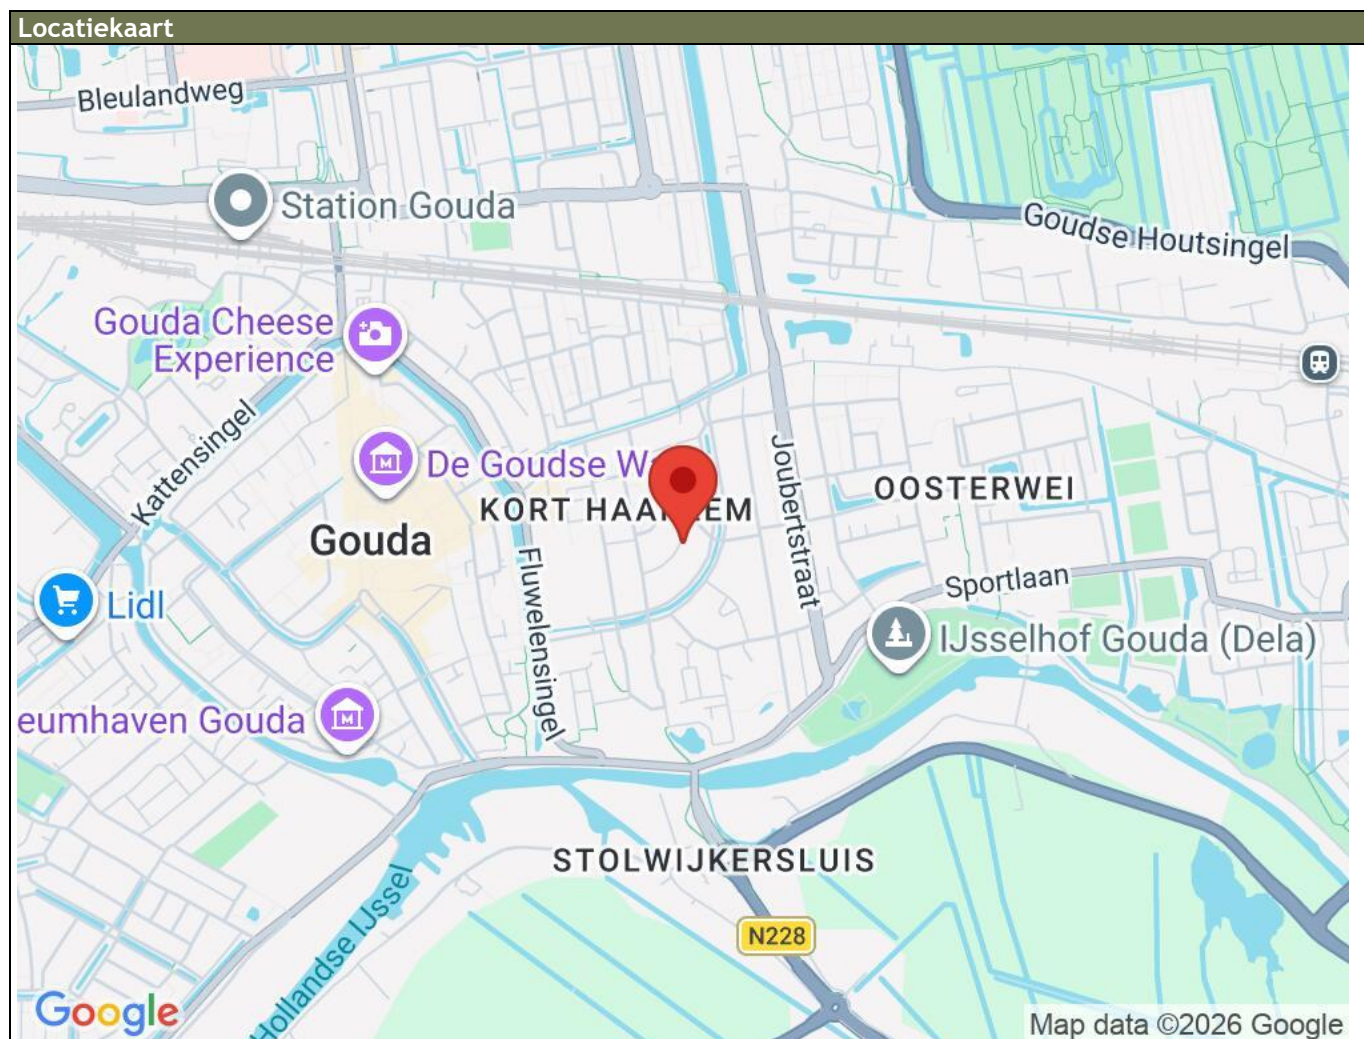 Locatiekaart
Bleulandweg
Station Gouda
Goudse Houtsingel
Gouda Cheese
Experience
Kattensingel
De Goudse W
Joubertstraat
OOSTERWEI
KORT HAA EM
Gouda
Fluwelensingel
Sportlaan
Lidl
IJsselhof Gouda (Dela)
eumhaven Gouda
STOLWIJKERSLUIS
Hollandse IJssel
N228
Google
Map data ©2026 Google